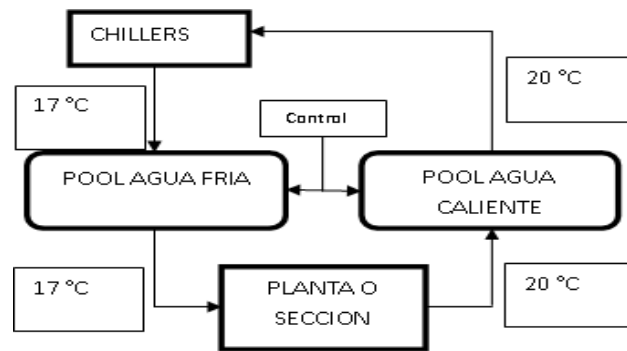 CHILLERS
20 °C
17 °C
Control
POOL AGUA FRIA
POOL AGUA
CALIENTE
17 °C
PLANTA O
SECCION
20 °C